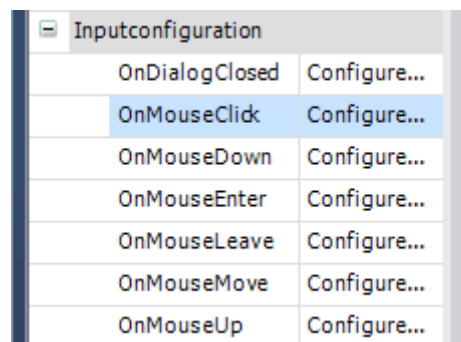 Inputconfiguration
OnDialogClosed Configure...
OnMouseClick Configure...
OnMouseDown Configure...
OnMouseEnter Configure...
OnMouseLeave Configure...
OnMouseMove Configure...
OnMouseUp Configure...